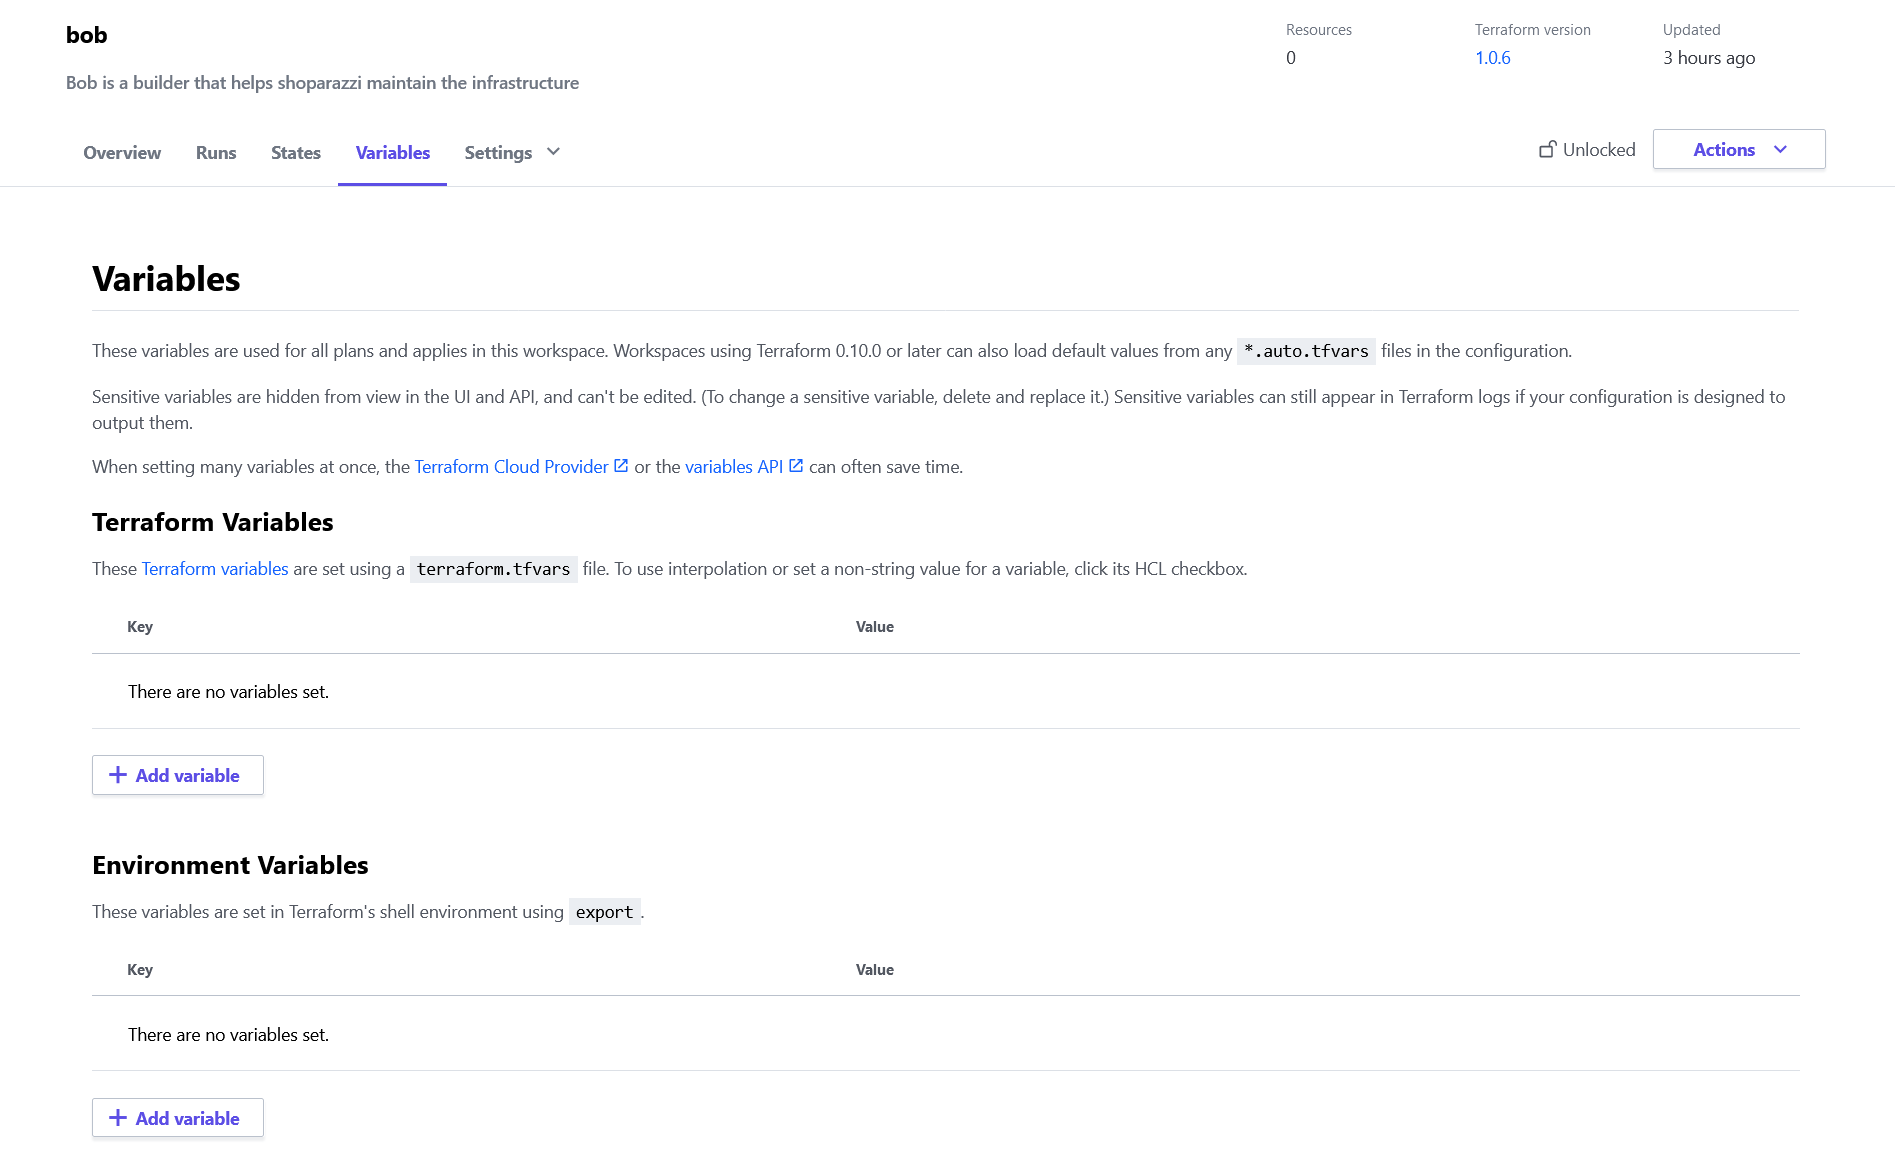 bob
Resources
Terraform version
Updated
0
1.0.6
3 hours ago
Bob is a builder that helps shoparazzi maintain the infrastructure
Overview
Runs
States
Variables
Settings
Unlocked
Actions
Variables
These variables are used for all plans and applies in this workspace. Workspaces using Terraform 0.10.0 or later can also load default values from any *.auto.tfvars files in the configuration.
Sensitive variables are hidden from view in the UI and API, and can't be edited. (To change a sensitive variable, delete and replace it.) Sensitive variables can still appear in Terraform logs if your configuration is designed to
output them.
When setting many variables at once, the Terraform Cloud Provider or the variables API can often save time.
Terraform Variables
These Terraform variables are set using a terraform.tfvars file. To use interpolation or set a non-string value for a variable, click its HCL checkbox.
Key
Value
There are no variables set.
+ Add variable
Environment Variables
These variables are set in Terraform's shell environment using export.
Key
Value
There are no variables set.
+ Add variable